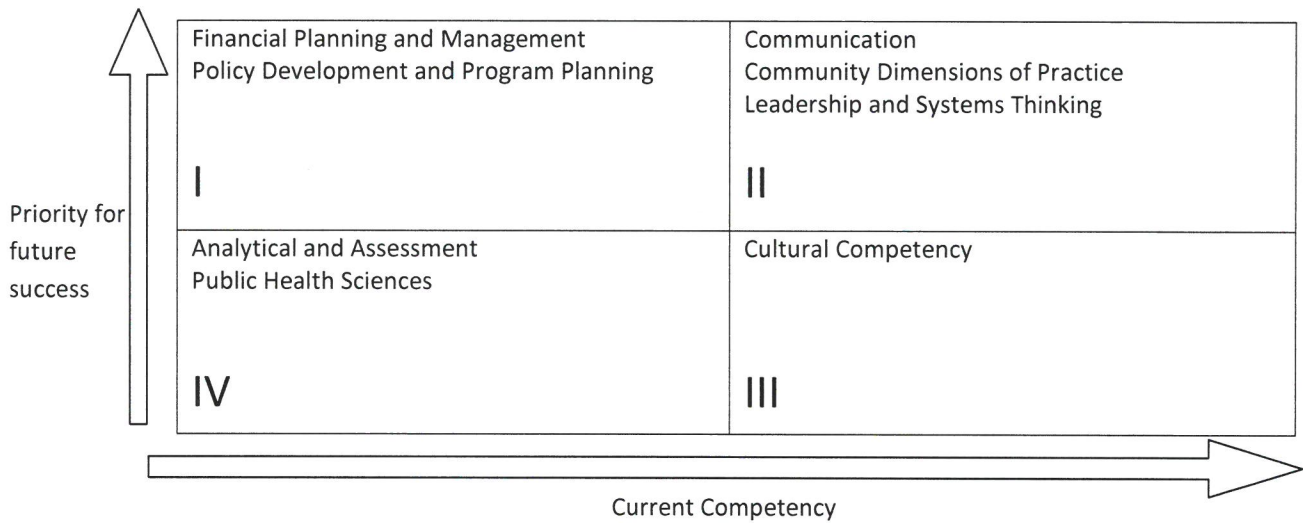 Financial Planning and Management
Policy Development and Program Planning
I
Communication
Community Dimensions of Practice
Leadership and Systems Thinking
II
Priority for
future
success
Analytical and Assessment
Public Health Sciences
IV
Cultural Competency
III
Current Competency